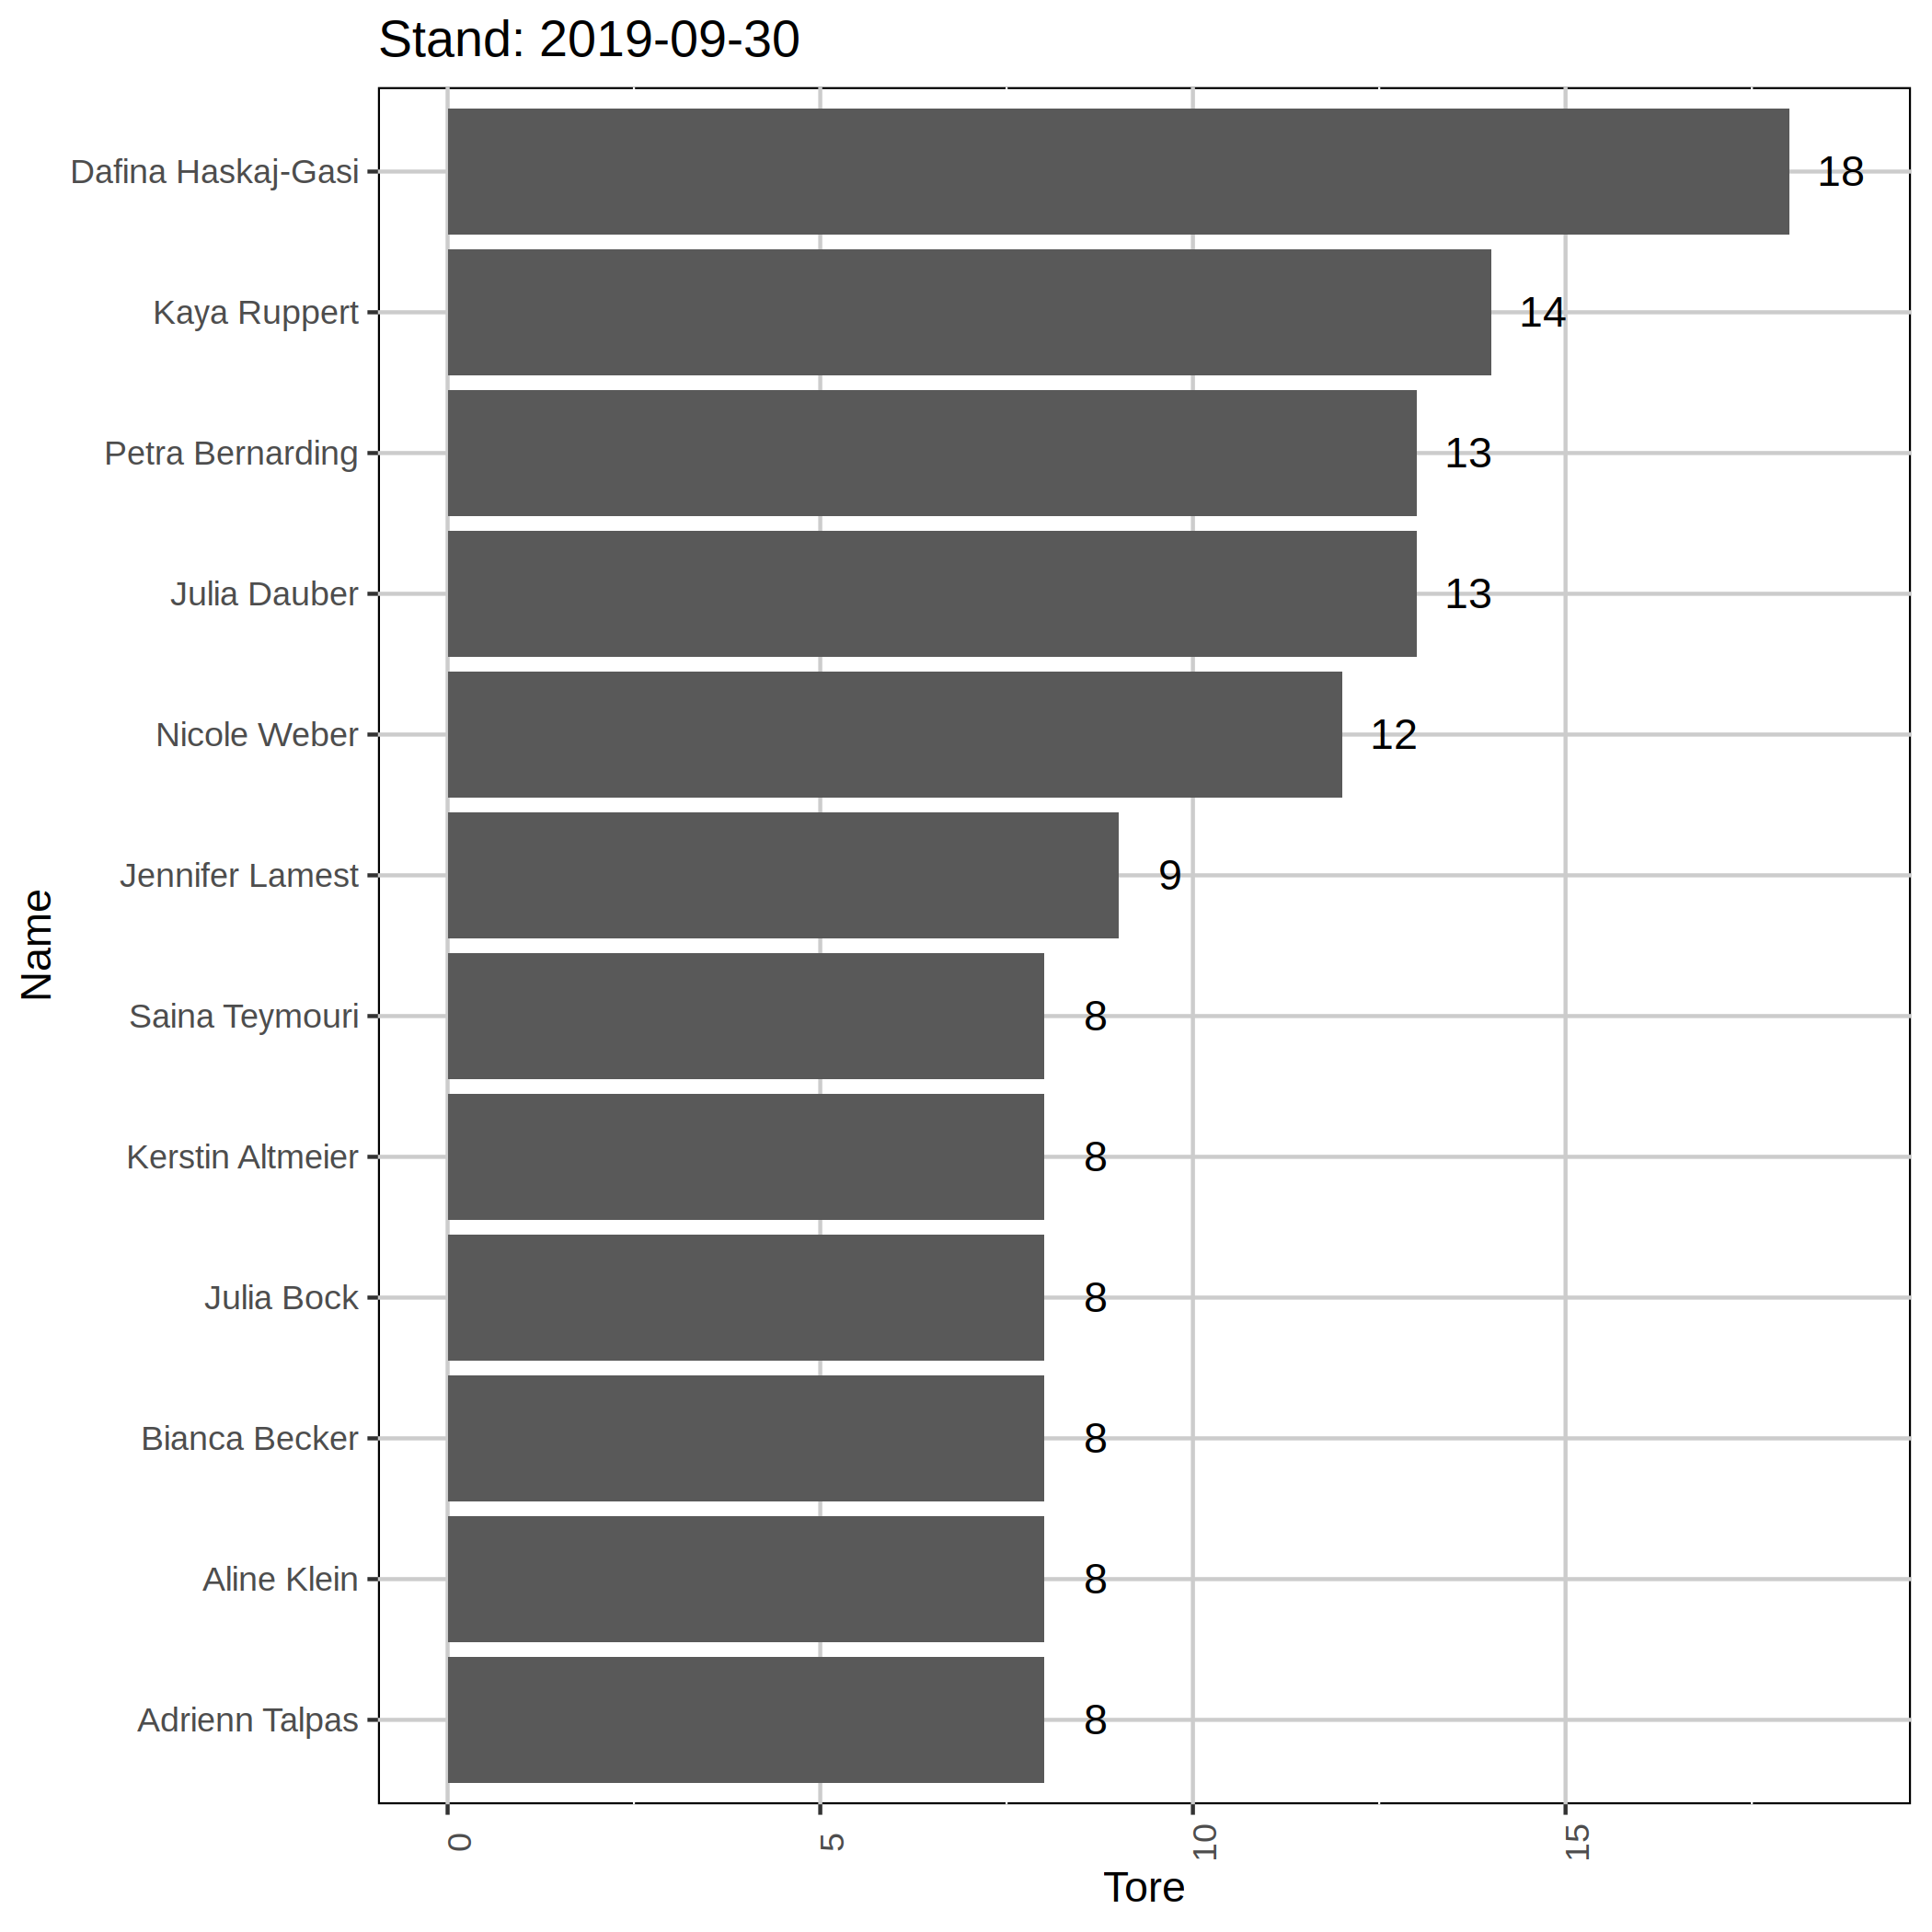 Stand: 2019-09-30
Name
Dafina Haskaj-Gasi 18
Kaya Ruppert 14
Petra Bernarding 13
Julia Dauber 13
Nicole Weber 12
Jennifer Lamest 9
Saina Teymouri 8
Kerstin Altmeier 8
Julia Bock 8
Bianca Becker 8
Aline Klein 8
Adrienn Talpas 8
0 5 10 15
Tore